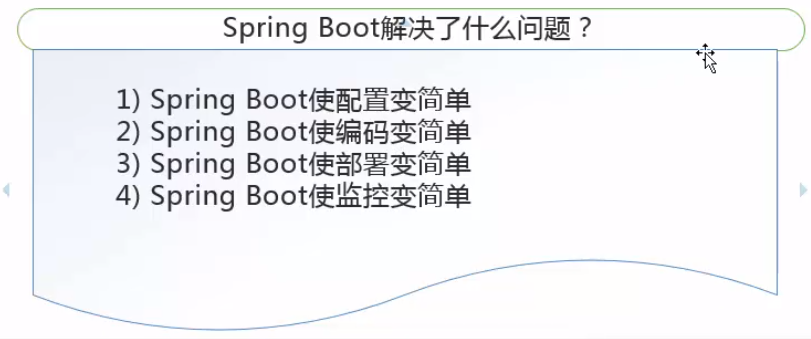 Spring Boot解决了什么问题？
1) Spring Boot使配置变简单
2) Spring Boot使编码变简单
3) Spring Boot使部署变简单
4) Spring Boot使监控变简单